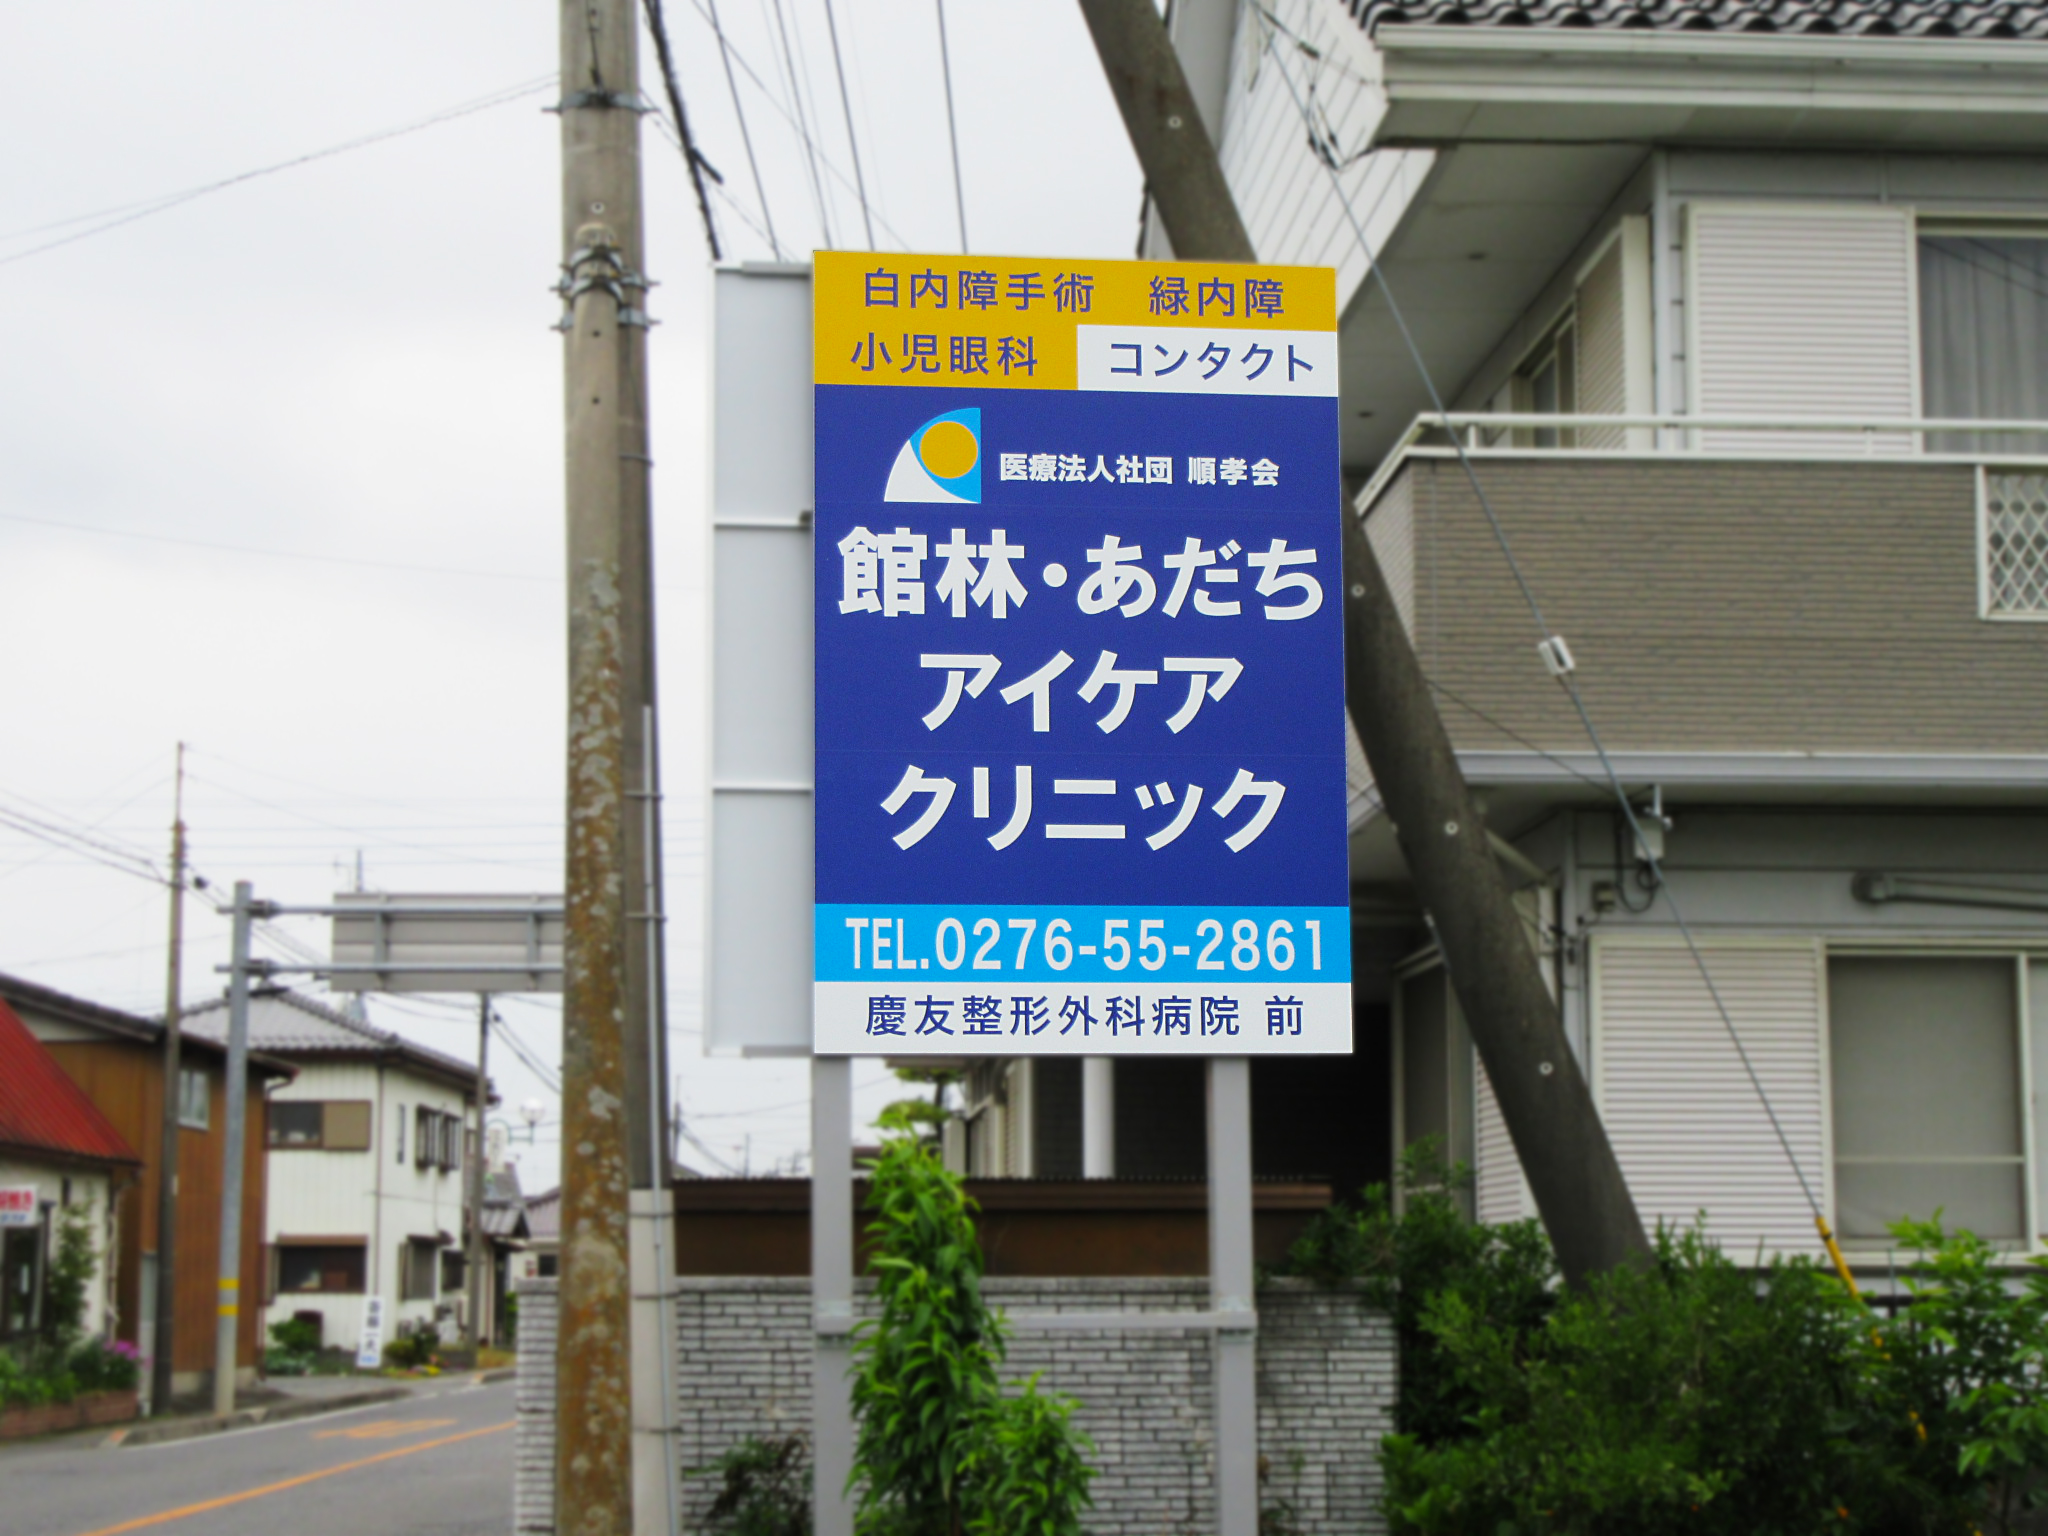 白内障手術　緑内障
小児眼科　コンタクト
医療法人社団 順孝会
館林・あだち
アイケア
クリニック
TEL.0276-55-2861
慶友整形外科病院 前